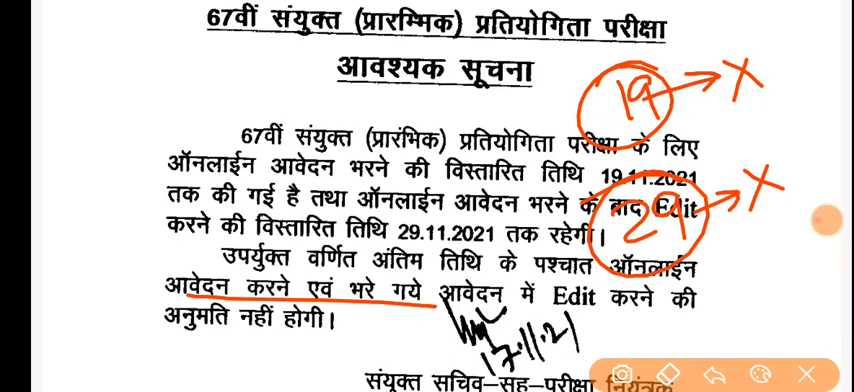 67वीं संयुक्त (प्रारम्भिक) प्रतियोगिता परीक्षा
आवश्यक सूचना
19 → X
67वीं संयुक्त (प्रारंभिक) प्रतियोगिता परीक्षा के लिए
ऑनलाईन आवेदन भरने की विस्तारित तिथि 19.11.2021
तक की गई है तथा ऑनलाईन आवेदन भरने के बाद Edit
29 → X
करने की विस्तारित तिथि 29.11.2021 तक रहेगी।
उपर्युक्त वर्णित अंतिम तिथि के पश्चात ऑनलाईन
आवेदन करने एवं भरे गये आवेदन में Edit करने की
अनुमति नहीं होगी।
17.11.21
संयुक्त सचिव-सह-परीक्षा नियंत्रक